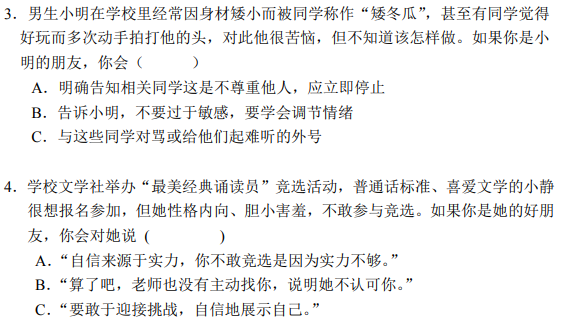 3．男生小明在学校里经常因身材矮小而被同学称作“矮冬瓜”，甚至有同学觉得
好玩而多次动手拍打他的头，对此他很苦恼，但不知道该怎样做。如果你是小
明的朋友，你会（ ）
A．明确告知相关同学这是不尊重他人，应立即停止
B．告诉小明，不要过于敏感，要学会调节情绪
C．与这些同学对骂或给他们起难听的外号
4．学校文学社举办“最美经典诵读员”竞选活动，普通话标准、喜爱文学的小静
很想报名参加，但她性格内向、胆小害羞，不敢参与竞选。如果你是她的好朋
友，你会对她说（ ）
A．“自信来源于实力，你不敢竞选是因为实力不够。”
B．“算了吧，老师也没有主动找你，说明她不认可你。”
C．“要敢于迎接挑战，自信地展示自己。”